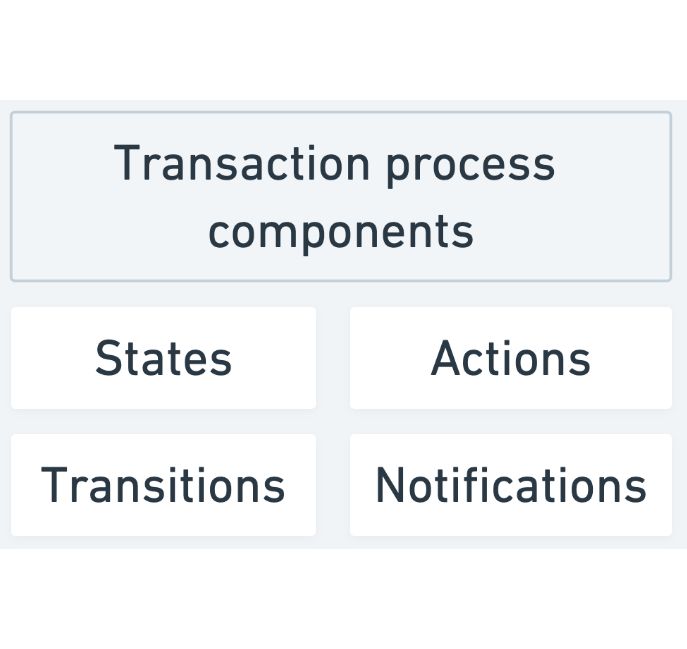 Transaction process
components
States
Actions
Transitions
Notifications